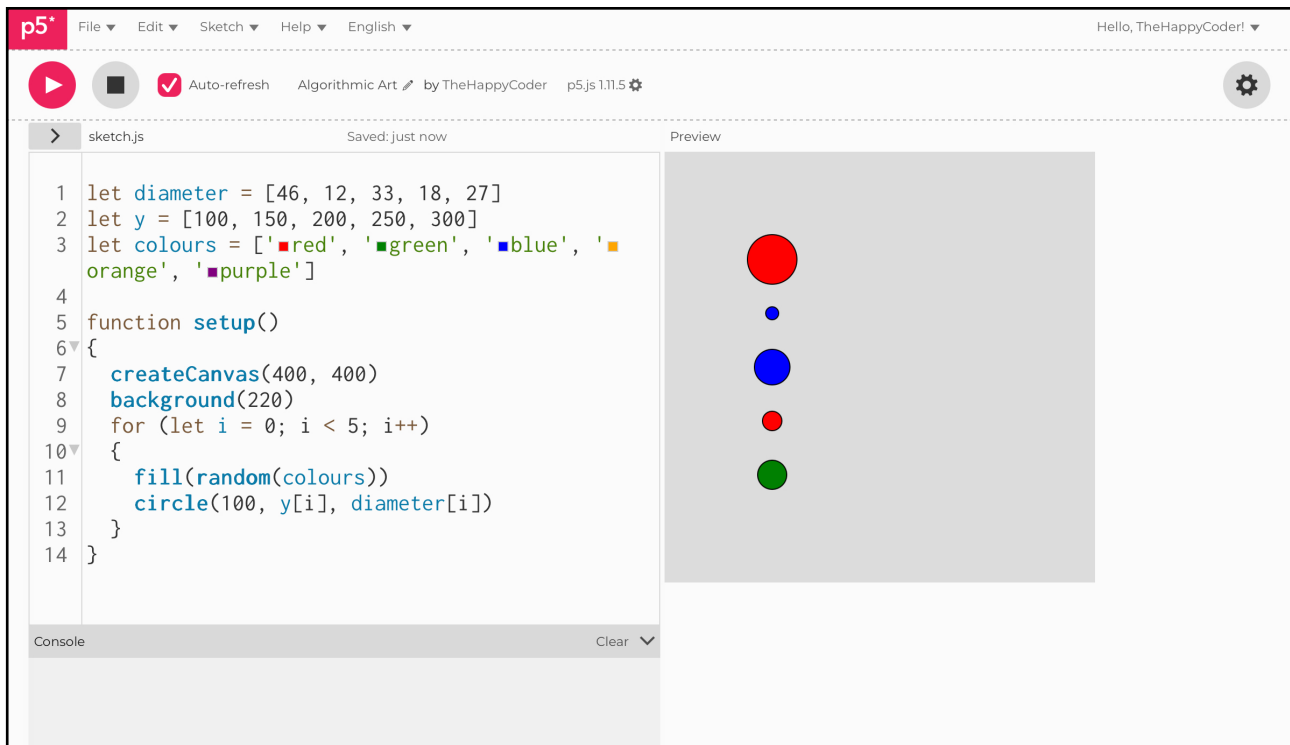 p5* File Edit Sketch Help English Hello, TheHappyCoder!
Auto-refresh Algorithmic Art by TheHappyCoder p5.js 1.11.5
sketch.js Saved: just now Preview
1 let diameter = [46, 12, 33, 18, 27]
2 let y = [100, 150, 200, 250, 300]
3 let colours = ['red', 'green', 'blue', '
orange', 'purple']
4
5 function setup()
6 {
7 createCanvas(400, 400)
8 background(220)
9 for (let i = 0; i < 5; i++)
10 {
11 fill(random(colours))
12 circle(100, y[i], diameter[i])
13 }
14 }
Console Clear